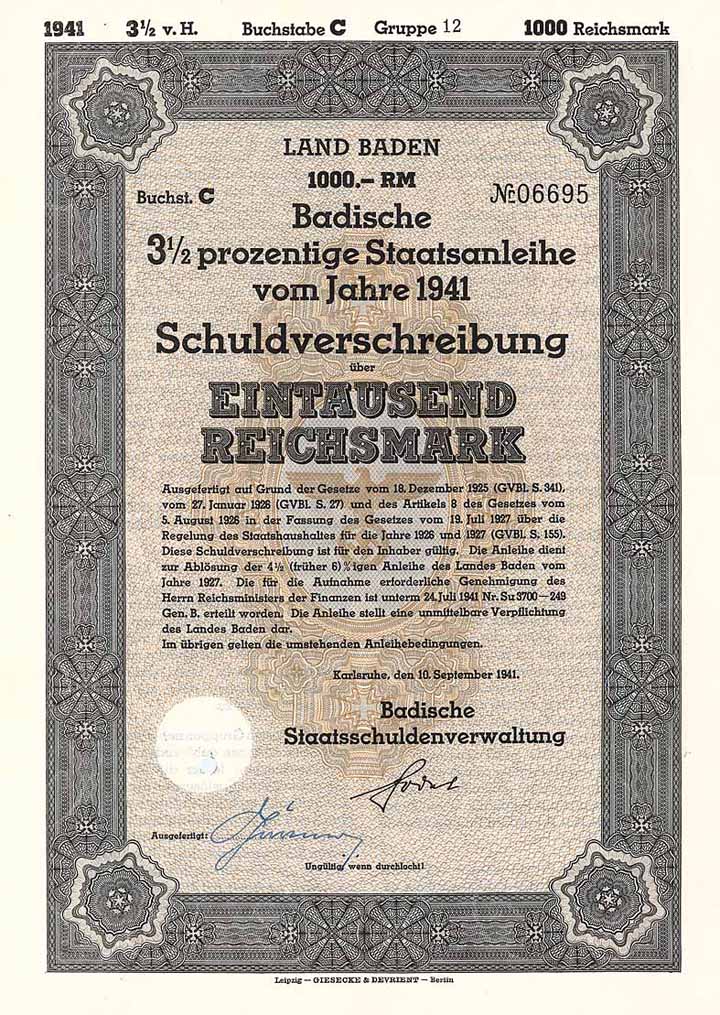 1941 3½ v. H. Buchstabe C Gruppe 12 1000 Reichsmark
LAND BADEN
1000.– RM
Buchst. C №06695
Badische
3½ prozentige Staatsanleihe
vom Jahre 1941
Schuldverschreibung
über
EINTAUSEND
REICHSMARK
Ausgefertigt auf Grund der Gesetze vom 18. Dezember 1925 (GVBl. S. 341),
vom 27. Januar 1926 (GVBl. S. 27) und des Artikels 8 des Gesetzes vom
5. August 1926 in der Fassung des Gesetzes vom 19. Juli 1927 über die
Regelung des Staatshaushaltes für die Jahre 1926 und 1927 (GVBl. S. 155).
Diese Schuldverschreibung ist für den Inhaber gültig. Die Anleihe dient
zur Ablösung der 4½ (früher 6) %igen Anleihe des Landes Baden vom
Jahre 1927. Die für die Aufnahme erforderliche Genehmigung des
Herrn Reichsministers der Finanzen ist unterm 24. Juli 1941 Nr. Su 3700–249
Gen. B. erteilt worden. Die Anleihe stellt eine unmittelbare Verpflichtung
des Landes Baden dar.
Im übrigen gelten die umstehenden Anleihebedingungen.
Karlsruhe, den 10. September 1941.
Badische
Staatsschuldenverwaltung
Ausgefertigt:
Ungültig, wenn durchlocht!
Leipzig — GIESECKE & DEVRIENT — Berlin